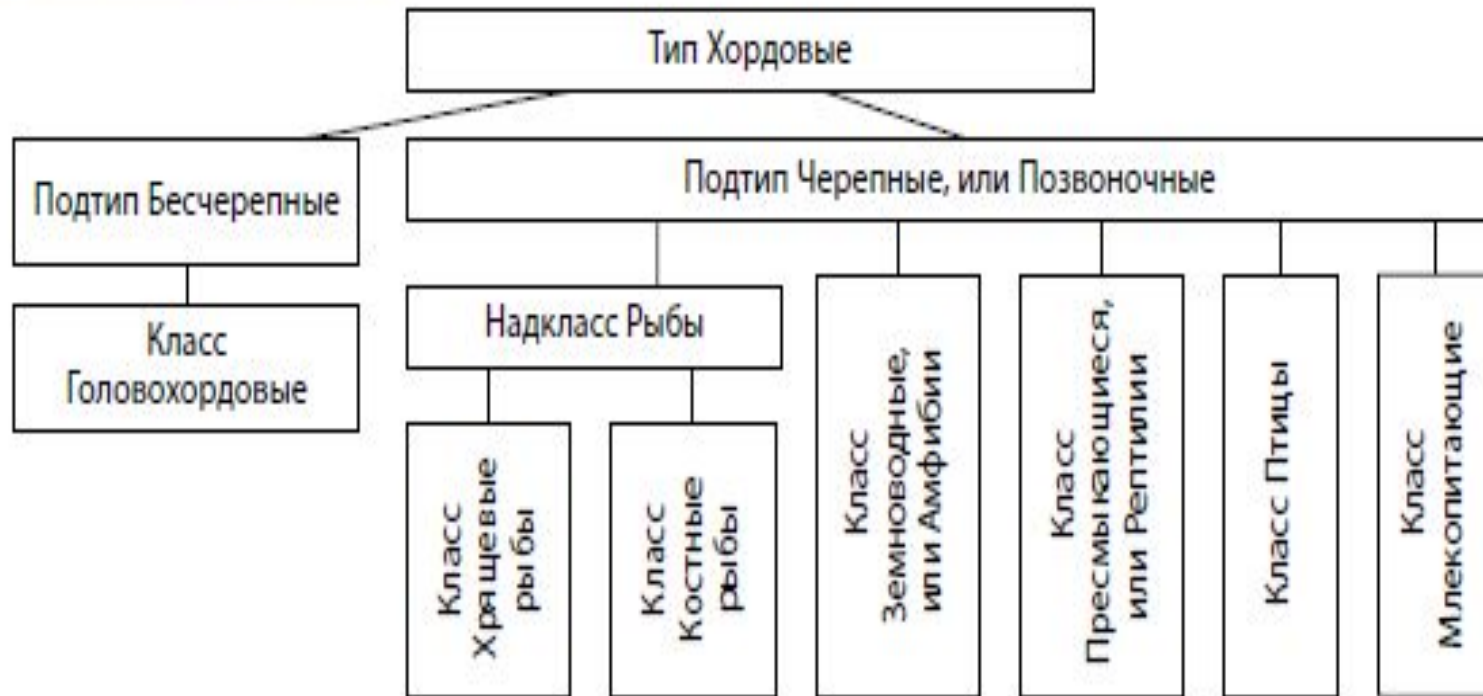 Тип Хордовые
Подтип Бесчерепные
Подтип Черепные, или Позвоночные
Класс
Головохордовые
Надкласс Рыбы
Класс
Хрящевые
рыбы
Класс
Костные
рыбы
Класс
Земноводные,
или Амфибии
Класс
Пресмыкающиеся,
или Рептилии
Класс Птицы
Класс
Млекопитающие